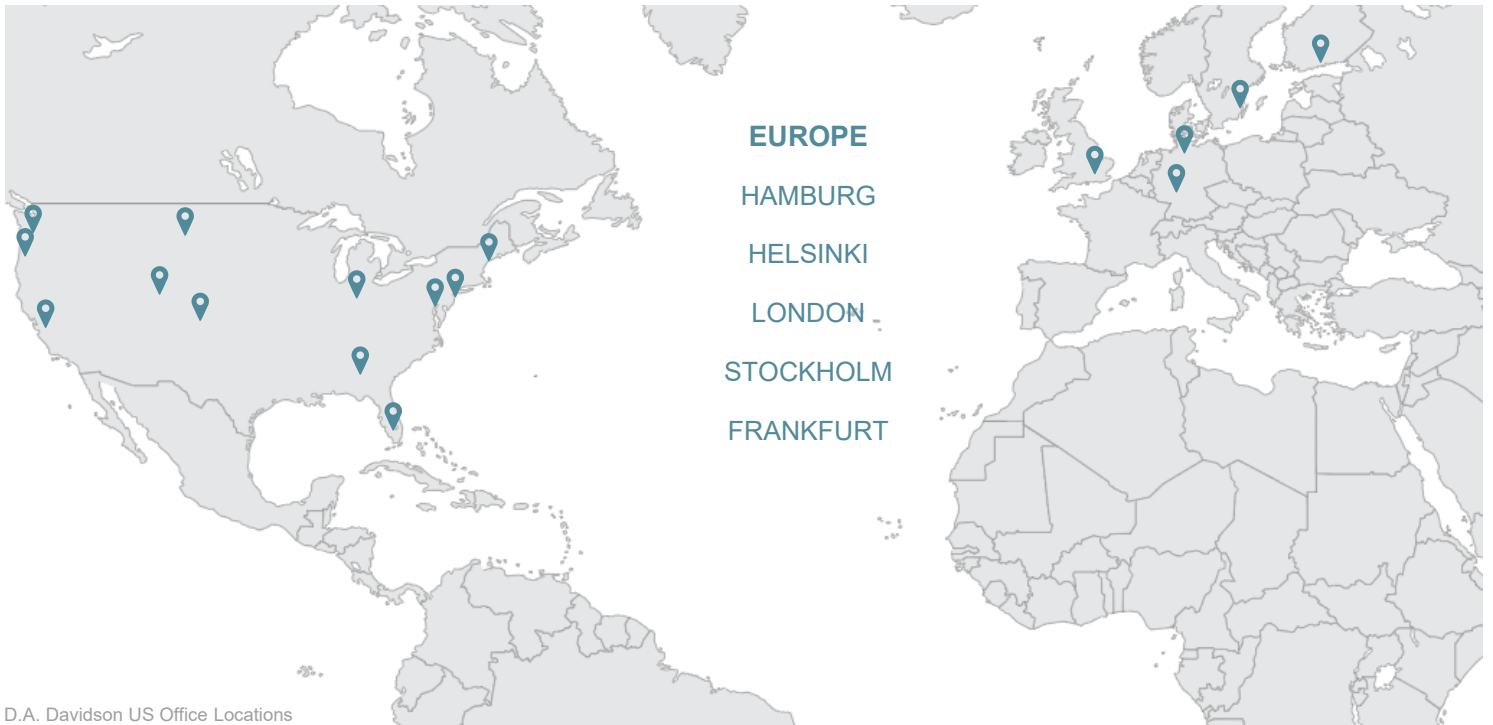 EUROPE
HAMBURG
HELSINKI
LONDON
STOCKHOLM
FRANKFURT
D.A. Davidson US Office Locations